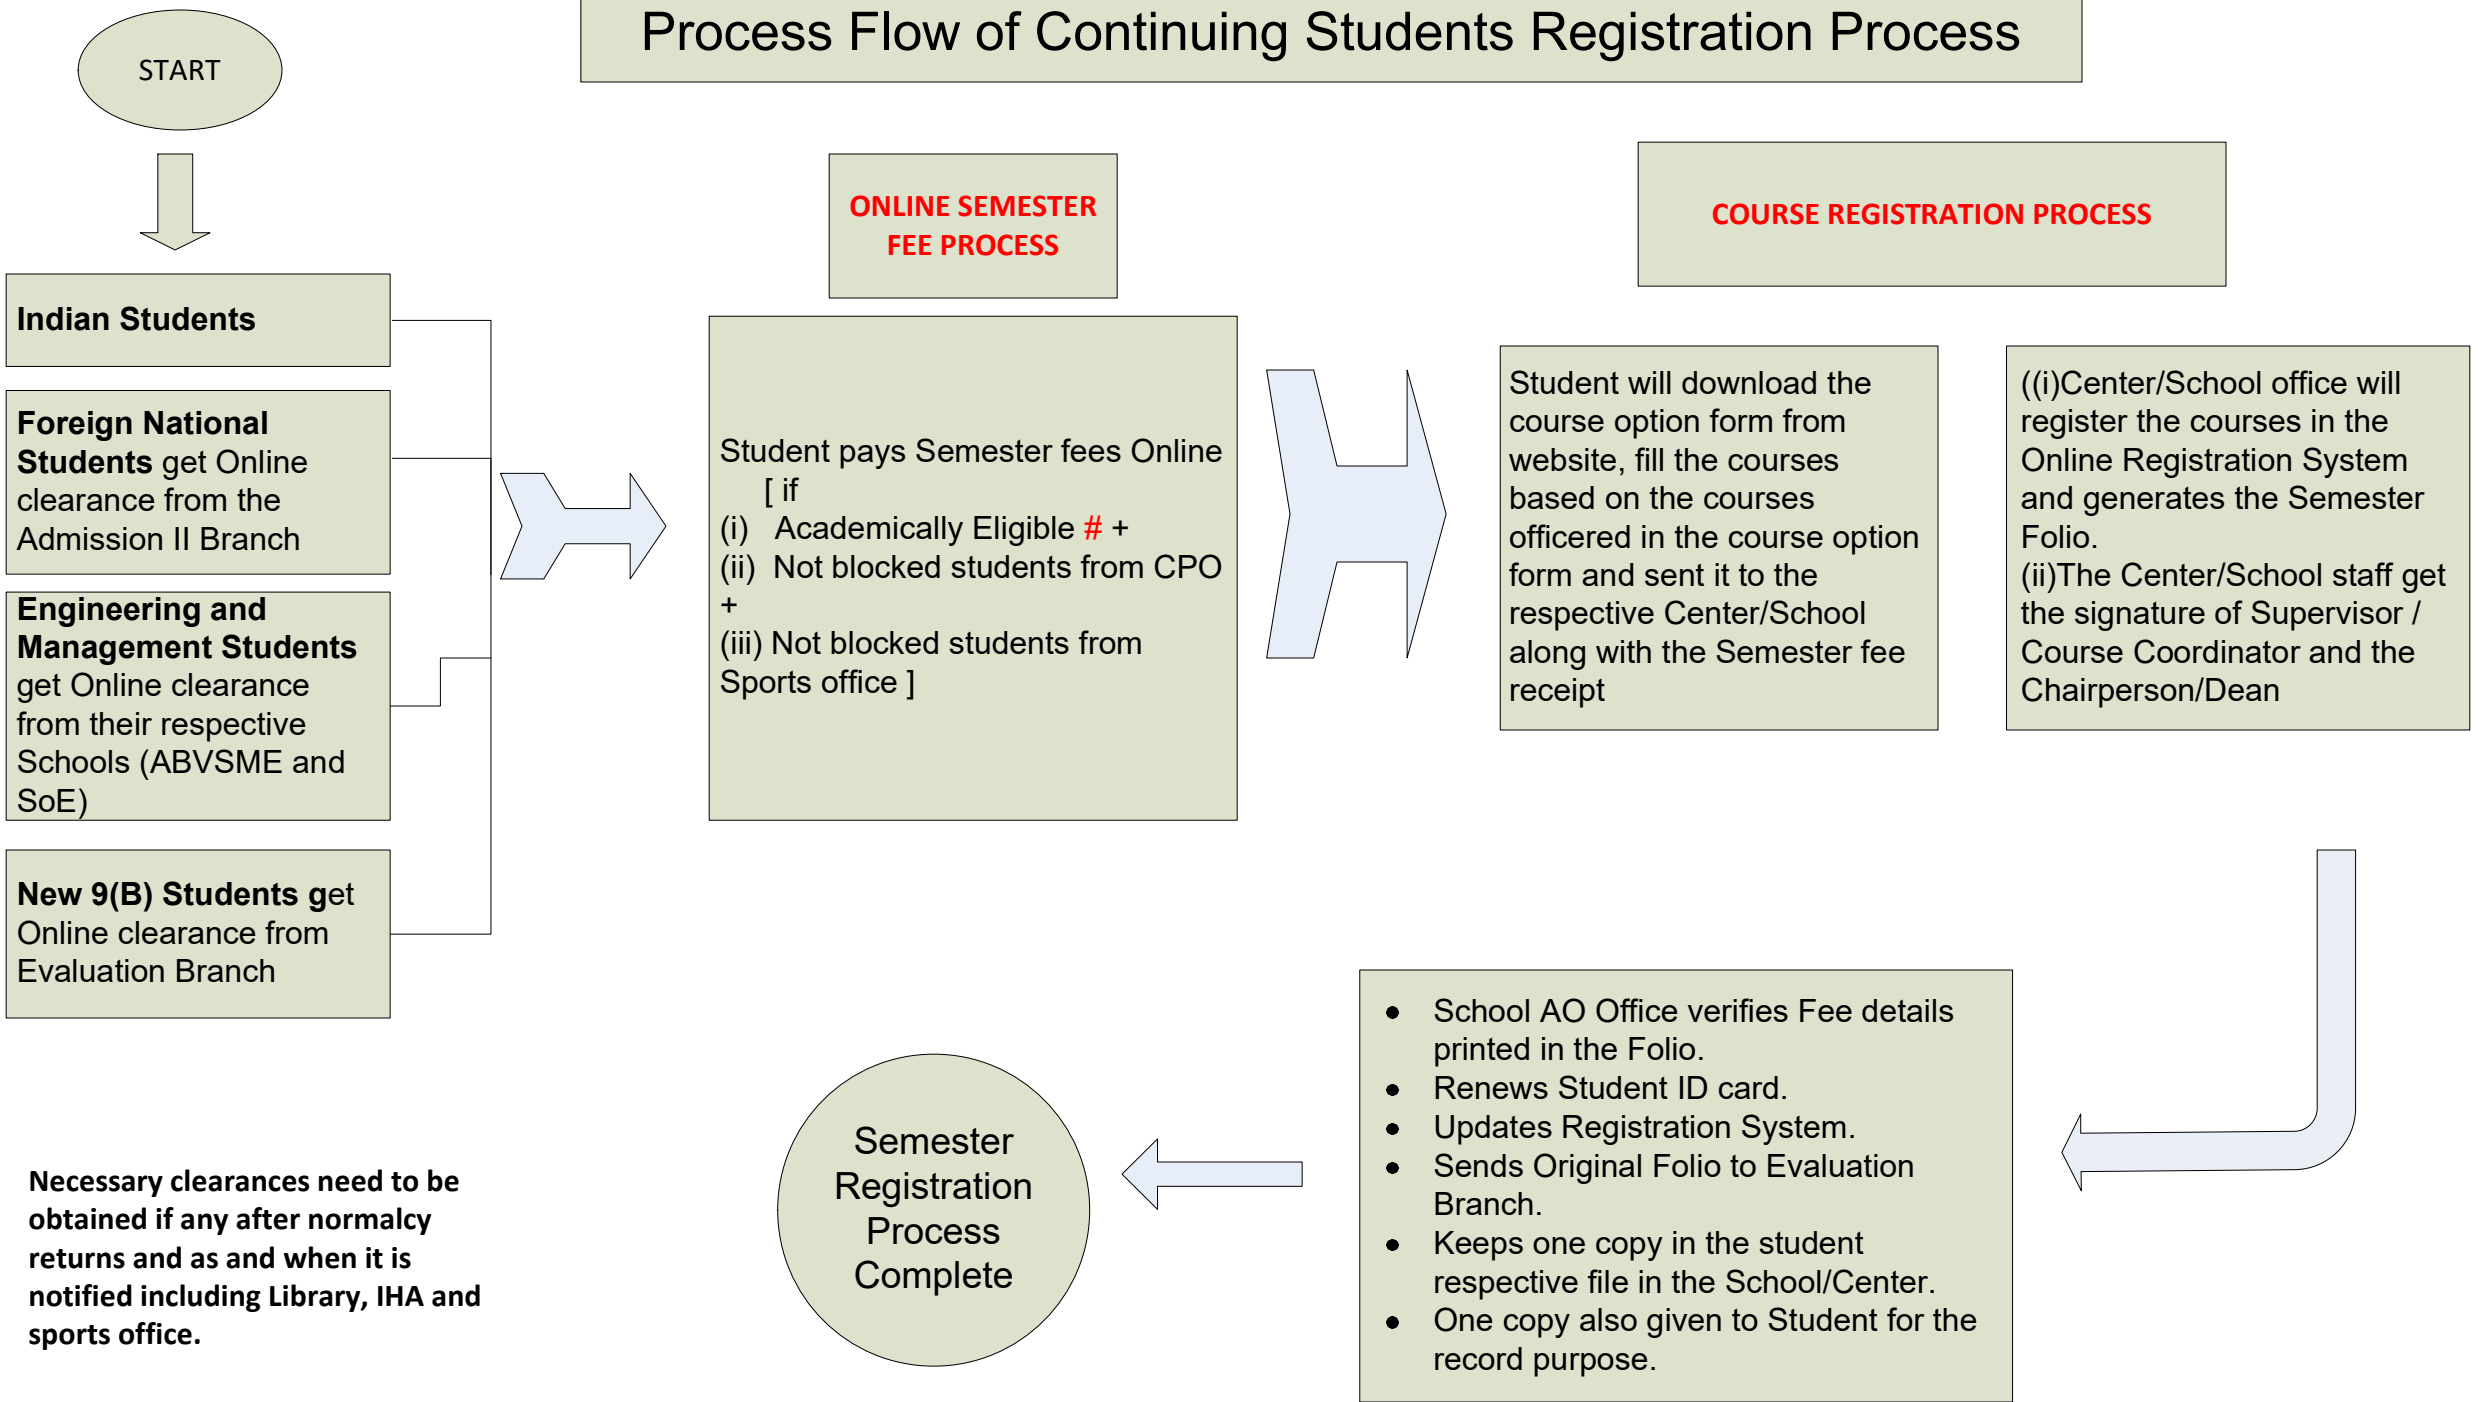 Process Flow of Continuing Students Registration Process
START
Indian Students
Foreign National
Students get Online
clearance from the
Admission II Branch
Engineering and
Management Students
get Online clearance
from their respective
Schools (ABVSME and
SoE)
New 9(B) Students get
Online clearance from
Evaluation Branch
Necessary clearances need to be
obtained if any after normalcy
returns and as and when it is
notified including Library, IHA and
sports office.
ONLINE SEMESTER
FEE PROCESS
Student pays Semester fees Online
[ if
(i) Academically Eligible # +
(ii) Not blocked students from CPO
+
(iii) Not blocked students from
Sports office ]
COURSE REGISTRATION PROCESS
Student will download the
course option form from
website, fill the courses
based on the courses
officered in the course option
form and sent it to the
respective Center/School
along with the Semester fee
receipt
((i)Center/School office will
register the courses in the
Online Registration System
and generates the Semester
Folio.
(ii)The Center/School staff get
the signature of Supervisor /
Course Coordinator and the
Chairperson/Dean
• School AO Office verifies Fee details
printed in the Folio.
• Renews Student ID card.
• Updates Registration System.
• Sends Original Folio to Evaluation
Branch.
• Keeps one copy in the student
respective file in the School/Center.
• One copy also given to Student for the
record purpose.
Semester
Registration
Process
Complete